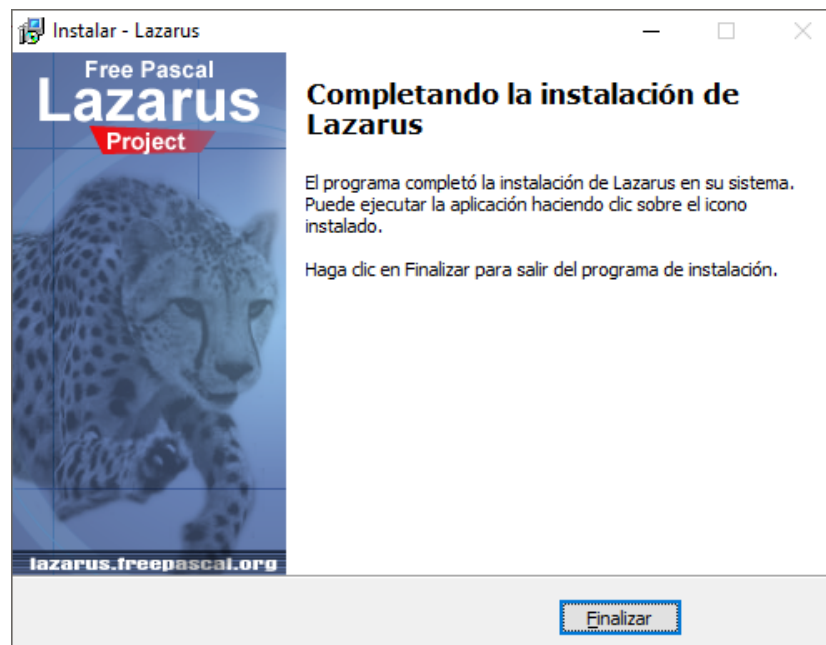 Instalar - Lazarus
Free Pascal
Lazarus
Project
Completando la instalación de
Lazarus
El programa completó la instalación de Lazarus en su sistema.
Puede ejecutar la aplicación haciendo clic sobre el icono
instalado.
Haga clic en Finalizar para salir del programa de instalación.
lazarus.freepascal.org
Finalizar